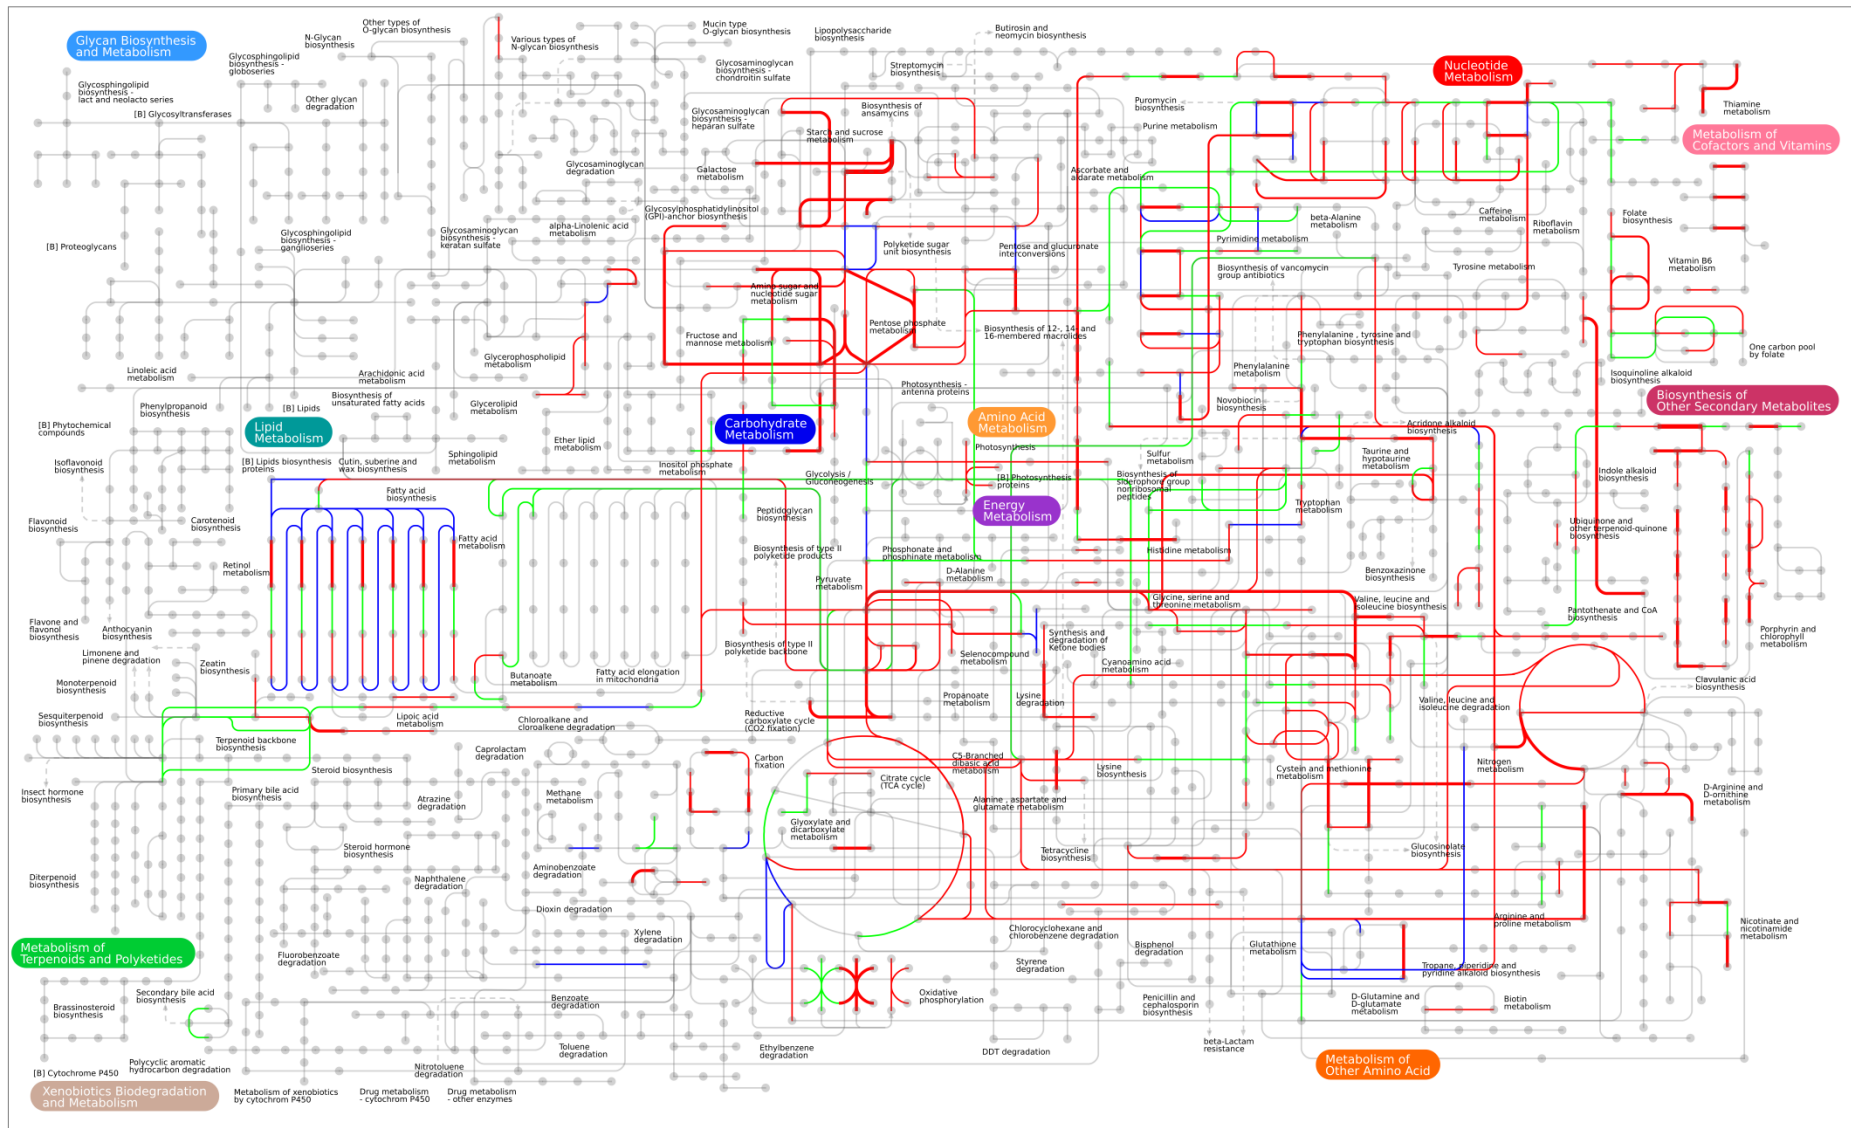 Glycan Biosynthesis
and Metabolism
Other types of
O-glycan biosynthesis
N-Glycan
biosynthesis
Various types of
N-glycan biosynthesis
Mucin type
O-glycan biosynthesis
Lipopolysaccharide
biosynthesis
Butirosin and
neomycin biosynthesis
Glycosphingolipid
biosynthesis -
globoseries
Glycosaminoglycan
biosynthesis -
chondroitin sulfate
Streptomycin
biosynthesis
Nucleotide
Metabolism
Glycosphingolipid
biosynthesis -
lact and neolacto series
Other glycan
degradation
[B] Glycosyltransferases
Glycosaminoglycan
biosynthesis -
heparan sulfate
Biosynthesis of
ansamycins
Puromycin
biosynthesis
Thiamine
metabolism
Starch and sucrose
metabolism
Purine metabolism
Metabolism of
Cofactors and Vitamins
Glycosaminoglycan
degradation
Galactose
metabolism
Ascorbate and
aldarate metabolism
Glycosylphosphatidylinositol
(GPI)-anchor biosynthesis
alpha-Linolenic acid
metabolism
Glycosphingolipid
biosynthesis -
ganglioseries
Glycosaminoglycan
biosynthesis -
keratan sulfate
[B] Proteoglycans
Polyketide sugar
unit biosynthesis
Pentose and glucuronate
interconversions
beta-Alanine
metabolism
Pyrimidine metabolism
Caffeine
metabolism
Riboflavin
metabolism
Folate
biosynthesis
Vitamin B6
metabolism
Biosynthesis of vancomycin
group antibiotics
Tyrosine metabolism
Amino sugar and
nucleotide sugar
metabolism
Fructose and
mannose metabolism
Pentose phosphate
metabolism
Biosynthesis of 12-, 14- and
16-membered macrolides
Phenylalanine , tyrosine and
tryptophan biosynthesis
One carbon pool
by folate
Glycerophospholipid
metabolism
Linoleic acid
metabolism
Arachidonic acid
metabolism
Phenylalanine
metabolism
Isoquinoline alkaloid
biosynthesis
Photosynthesis -
antenna proteins
Biosynthesis of
unsaturated fatty acids
[B] Lipids
Glycerolipid
metabolism
Phenylpropanoid
biosynthesis
Novobiocin
biosynthesis
Biosynthesis of
Other Secondary Metabolites
[B] Phytochemical
compounds
Lipid
Metabolism
Carbohydrate
Metabolism
Amino Acid
Metabolism
Acridone alkaloid
biosynthesis
Ether lipid
metabolism
Photosynthesis
Sulfur
metabolism
Taurine and
hypotaurine
metabolism
Isoflavonoid
biosynthesis
[B] Lipids biosynthesis
proteins
Cutin, suberine and
wax biosynthesis
Sphingolipid
metabolism
Inositol phosphate
metabolism
Glycolysis /
Gluconeogenesis
[B] Photosynthesis
proteins
Biosynthesis of
siderophore group
nonribosomal
peptides
Indole alkaloid
biosynthesis
Fatty acid
biosynthesis
Energy
Metabolism
Tryptophan
metabolism
Peptidoglycan
biosynthesis
Flavonoid
biosynthesis
Carotenoid
biosynthesis
Fatty acid
metabolism
Ubiquinone and
other terpenoid-quinone
biosynthesis
Biosynthesis of type II
polyketide products
Phosphonate and
phosphinate metabolism
Histidine metabolism
Retinol
metabolism
Pyruvate
metabolism
D-Alanine
metabolism
Benzoxazinone
biosynthesis
Glycine, serine and
threonine metabolism
Valine, leucine and
isoleucine biosynthesis
Pantothenate and CoA
biosynthesis
Flavone and
flavonol
biosynthesis
Anthocyanin
biosynthesis
Porphyrin and
chlorophyll
metabolism
Limonene and
pinene degradation
Zeatin
biosynthesis
Butanoate
metabolism
Fatty acid elongation
in mitochondria
Biosynthesis of type II
polyketide backbone
Selenocompound
metabolism
Synthesis and
degradation of
Ketone bodies
Cyanoamino acid
metabolism
Clavulanic acid
biosynthesis
Monoterpenoid
biosynthesis
Propanoate
metabolism
Lysine
degradation
Valine, leucine and
isoleucine degradation
Sesquiterpenoid
biosynthesis
Lipoic acid
metabolism
Chloroalkane and
chloroalkene degradation
Reductive
carboxylate cycle
(CO2 fixation)
Terpenoid backbone
biosynthesis
Caprolactam
degradation
Carbon
fixation
C5-Branched
dibasic acid
metabolism
Lysine
biosynthesis
Cystein and methionine
metabolism
Nitrogen
metabolism
Steroid biosynthesis
Citrate cycle
(TCA cycle)
Insect hormone
biosynthesis
Primary bile acid
biosynthesis
Atrazine
degradation
Methane
metabolism
Alanine , aspartate and
glutamate metabolism
D-Arginine and
D-ornithine
metabolism
Glyoxylate and
dicarboxylate
metabolism
Steroid hormone
biosynthesis
Tetracycline
biosynthesis
Glucosinolate
biosynthesis
Aminobenzoate
degradation
Diterpenoid
biosynthesis
Naphthalene
degradation
Dioxin degradation
Arginine and
proline metabolism
Nicotinate and
nicotinamide
metabolism
Xylene
degradation
Chlorocyclohexane and
chlorobenzene degradation
Bisphenol
degradation
Glutathione
metabolism
Metabolism of
Terpenoids and Polyketides
Fluorobenzoate
degradation
Styrene
degradation
Tropane, piperidine and
pyridine alkaloid biosynthesis
Secondary bile acid
biosynthesis
Brassinosteroid
biosynthesis
Benzoate
degradation
Oxidative
phosphorylation
Penicillin and
cephalosporin
biosynthesis
D-Glutamine and
D-glutamate
metabolism
Biotin
metabolism
beta-Lactam
resistance
Toluene
degradation
Ethylbenzene
degradation
DDT degradation
Polycyclic aromatic
hydrocarbon degradation
Nitrotoluene
degradation
Metabolism of
Other Amino Acid
[B] Cytochrome P450
Xenobiotics Biodegradation
and Metabolism
Metabolism of xenobiotics
by cytochrom P450
Drug metabolism
- cytochrom P450
Drug metabolism
- other enzymes